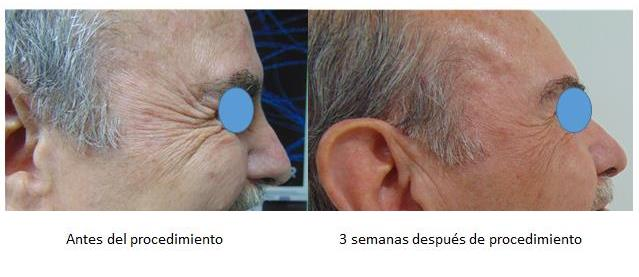 Antes del procedimiento
3 semanas después de procedimiento